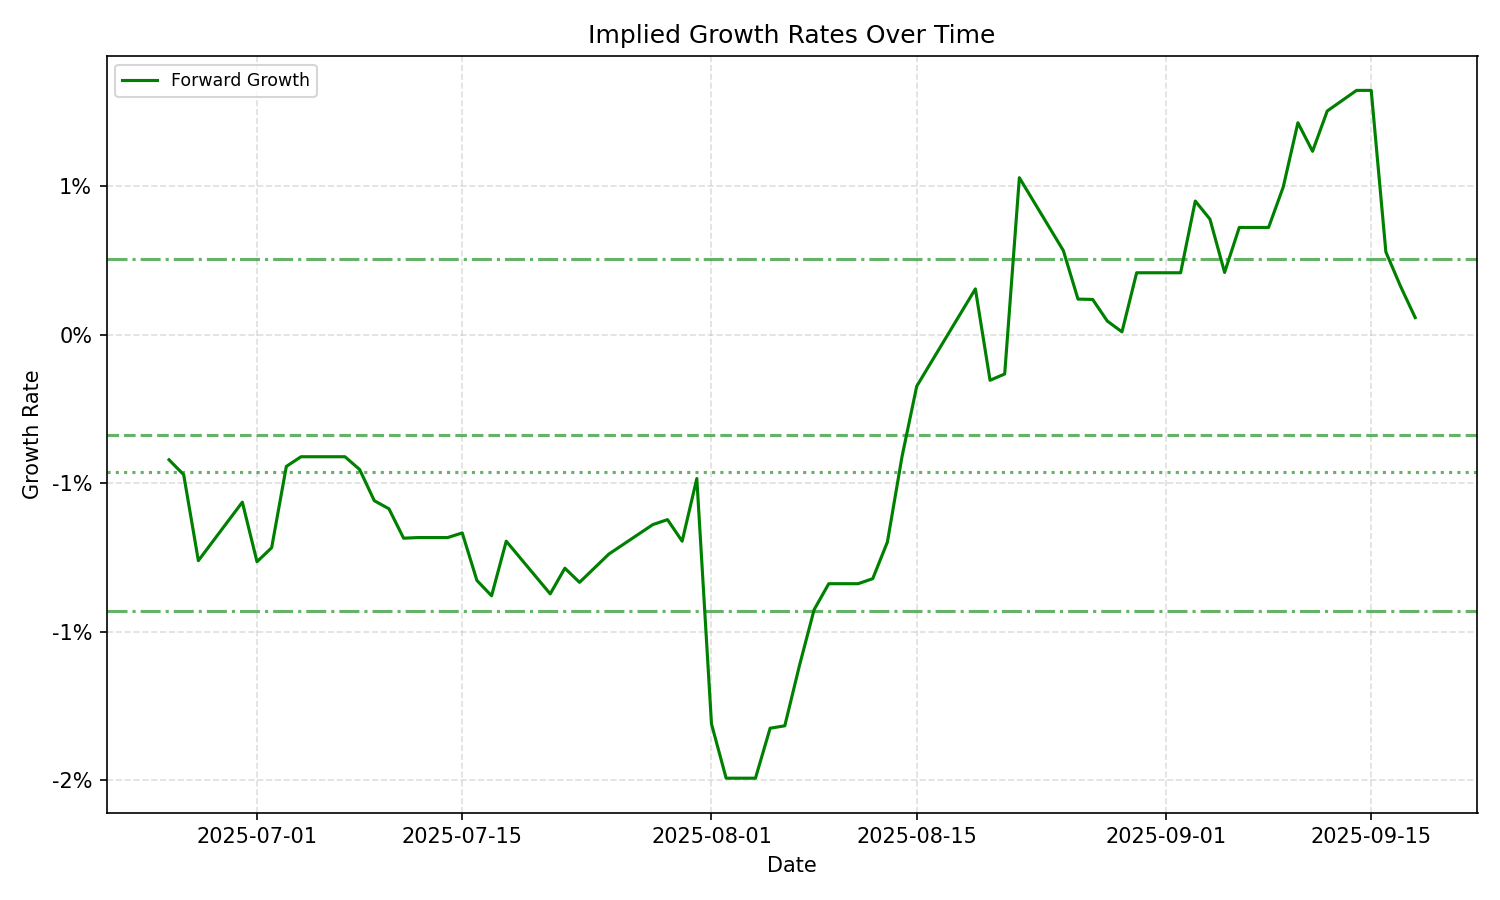 Implied Growth Rates Over Time
Forward Growth
Growth Rate
1%
0%
-1%
-1%
-2%
2025-07-01
2025-07-15
2025-08-01
2025-08-15
2025-09-01
2025-09-15
Date